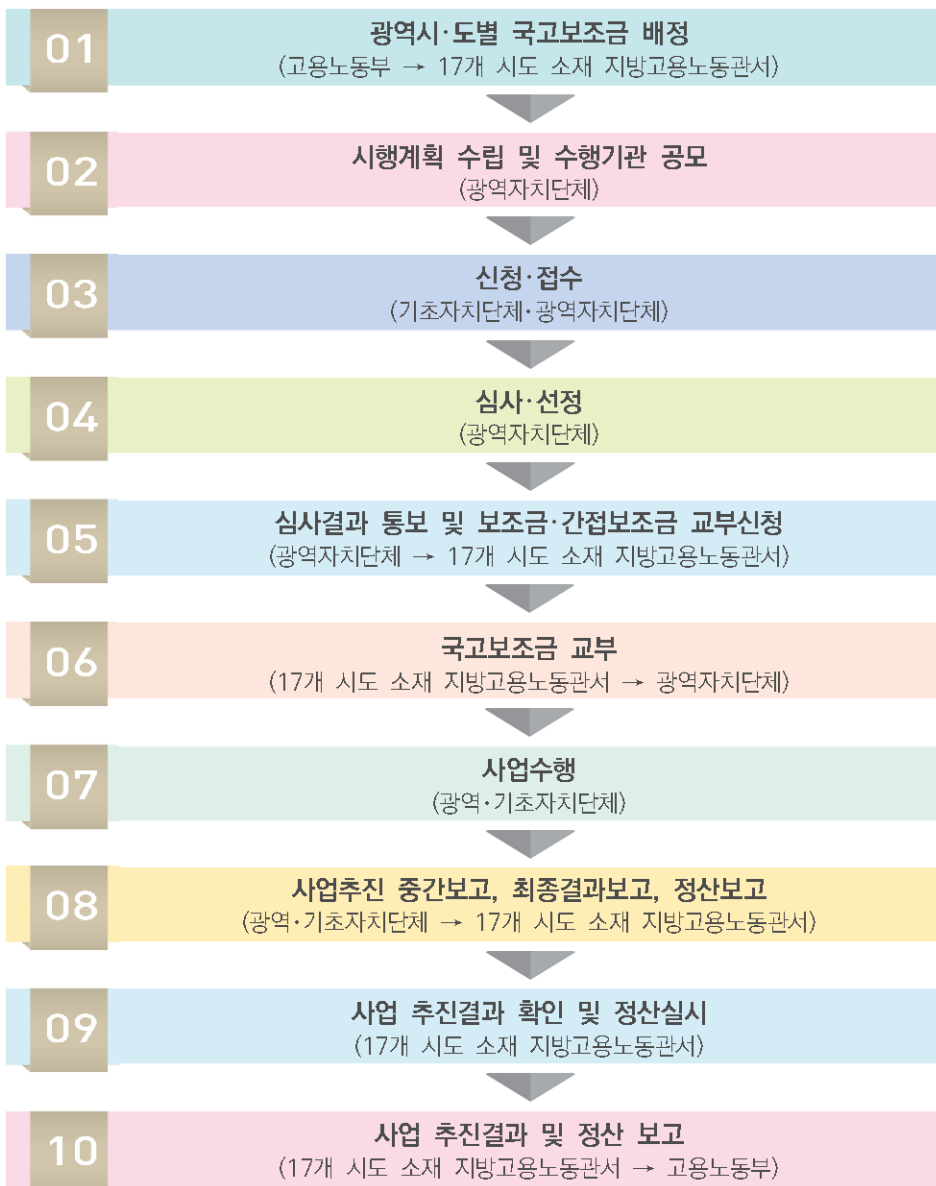 01
광역시·도별 국고보조금 배정
(고용노동부 → 17개 시도 소재 지방고용노동관서)
02
시행계획 수립 및 수행기관 공모
(광역자치단체)
03
신청·접수
(기초자치단체·광역자치단체)
04
심사·선정
(광역자치단체)
05
심사결과 통보 및 보조금·간접보조금 교부신청
(광역자치단체 → 17개 시도 소재 지방고용노동관서)
06
국고보조금 교부
(17개 시도 소재 지방고용노동관서 → 광역자치단체)
07
사업수행
(광역·기초자치단체)
08
사업추진 중간보고, 최종결과보고, 정산보고
(광역·기초자치단체 → 17개 시도 소재 지방고용노동관서)
09
사업 추진결과 확인 및 정산실시
(17개 시도 소재 지방고용노동관서)
10
사업 추진결과 및 정산 보고
(17개 시도 소재 지방고용노동관서 → 고용노동부)